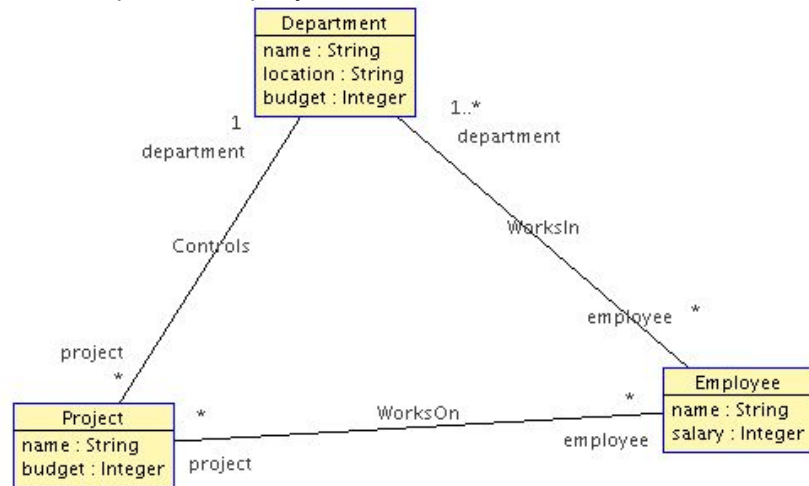 Department
name : String
location : String
budget : Integer
1
department
1..*
department
Controls
WorksIn
project
*
employee
*
Project
name : String
budget : Integer
*
project
WorksOn
*
employee
Employee
name : String
salary : Integer